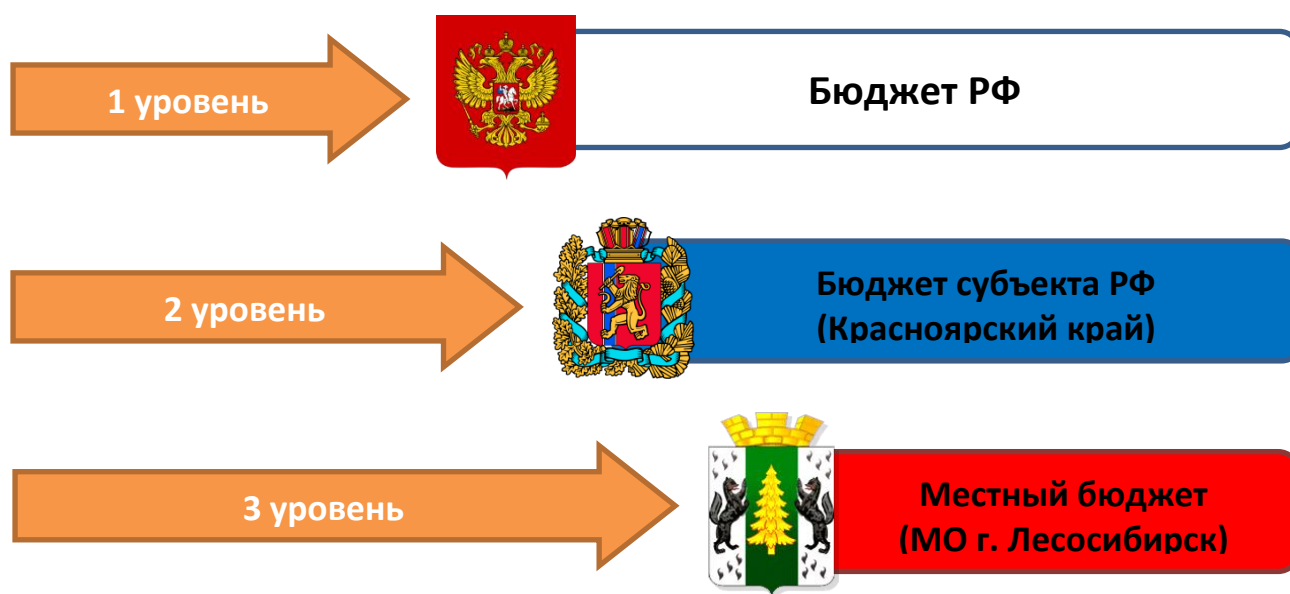 1 уровень
Бюджет РФ
2 уровень
Бюджет субъекта РФ
(Красноярский край)
3 уровень
Местный бюджет
(МО г. Лесосибирск)